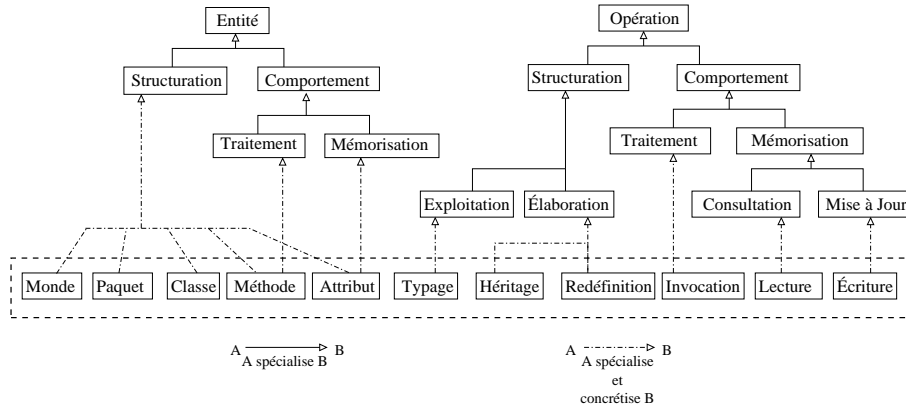 Entité
Opération
Structuration
Comportement
Structuration
Comportement
Traitement
Mémorisation
Traitement
Mémorisation
Exploitation
Élaboration
Consultation
Mise à Jour
Monde
Paquet
Classe
Méthode
Attribut
Typage
Héritage
Redéfinition
Invocation
Lecture
Écriture
A
B
A spécialise B
A
B
A spécialise
et
concrétise B